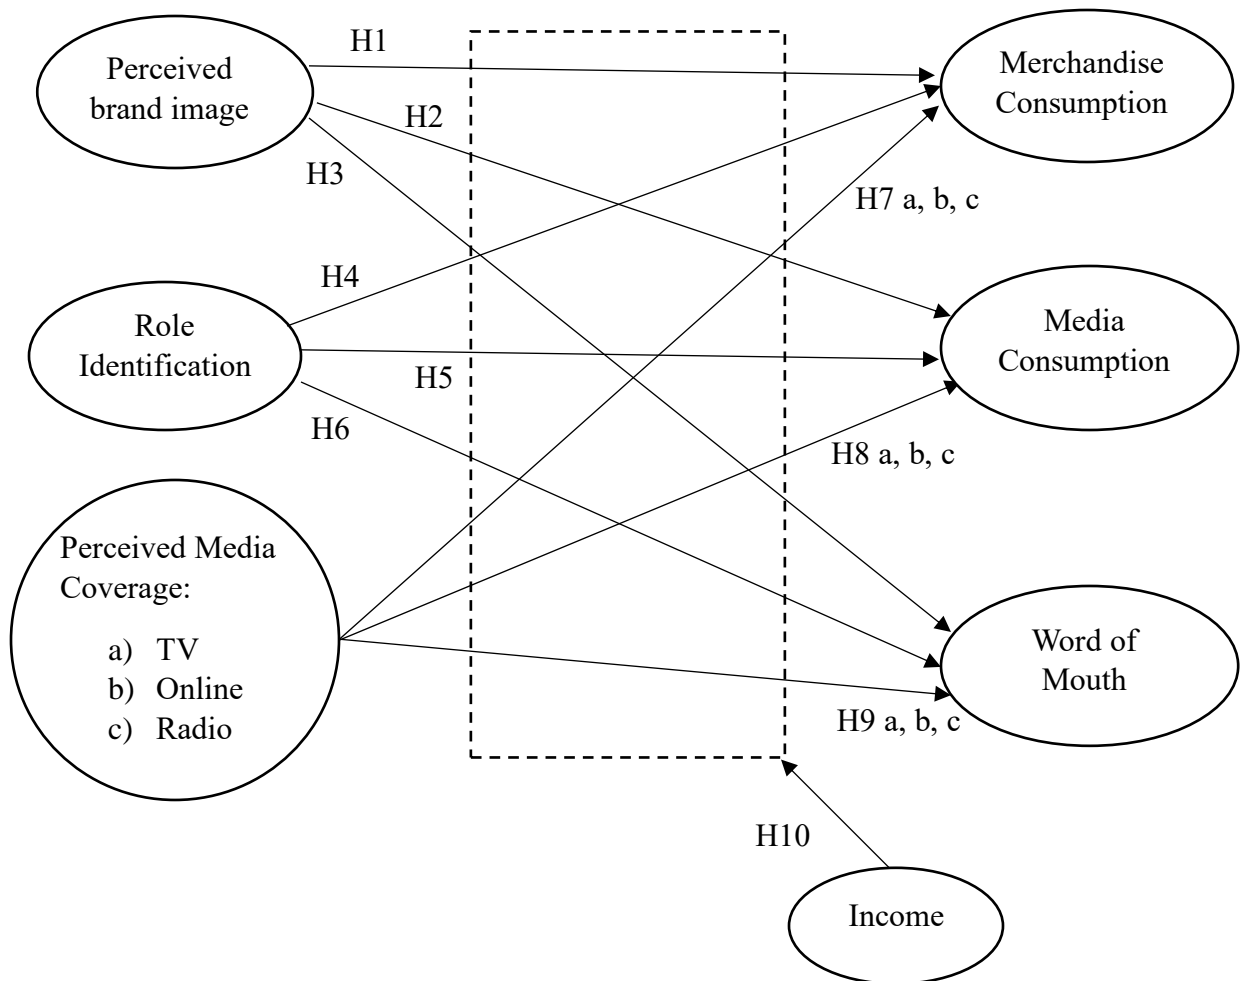 H1
Perceived
brand image
Merchandise
Consumption
H2
H3
H7 a, b, c
H4
Role
Identification
Media
Consumption
H5
H6
H8 a, b, c
Perceived Media
Coverage:
a) TV
b) Online
c) Radio
Word of
Mouth
H9 a, b, c
H10
Income